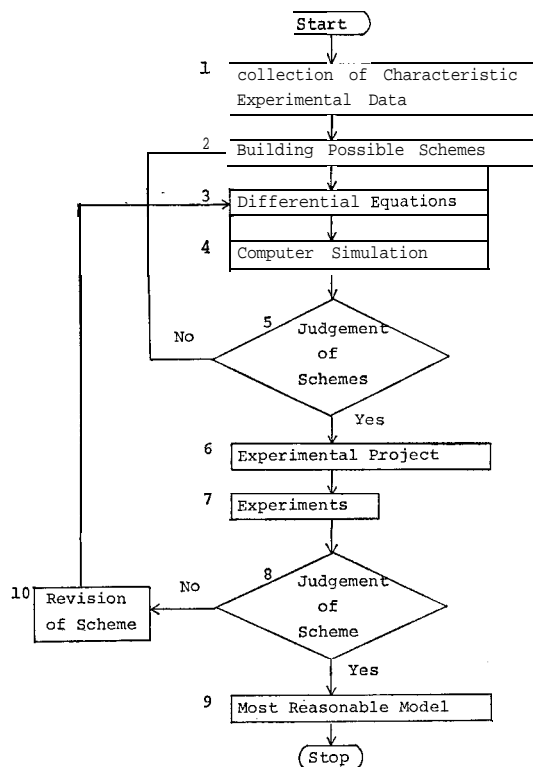 Start
1
collection of Characteristic
Experimental Data
2
Building Possible Schemes
3
Differential Equations
4
Computer Simulation
5
Judgement
of
Schemes
No
Yes
6
Experimental Project
7
Experiments
8
Judgement
of
Scheme
No
10
Revision
of Scheme
Yes
9
Most Reasonable Model
Stop